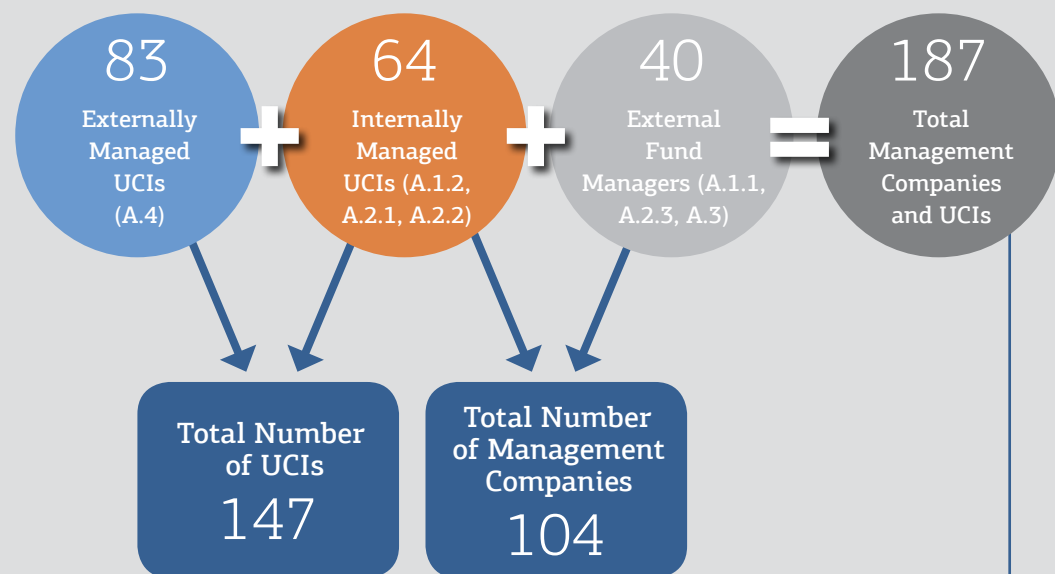 83
Externally
Managed
UCIs
(A.4)
+
64
Internally
Managed
UCIs (A.1.2,
A.2.1, A.2.2)
+
40
External
Fund
Managers (A.1.1,
A.2.3, A.3)
=
187
Total
Management
Companies
and UCIs
Total Number
of UCIs
147
Total Number
of Management
Companies
104